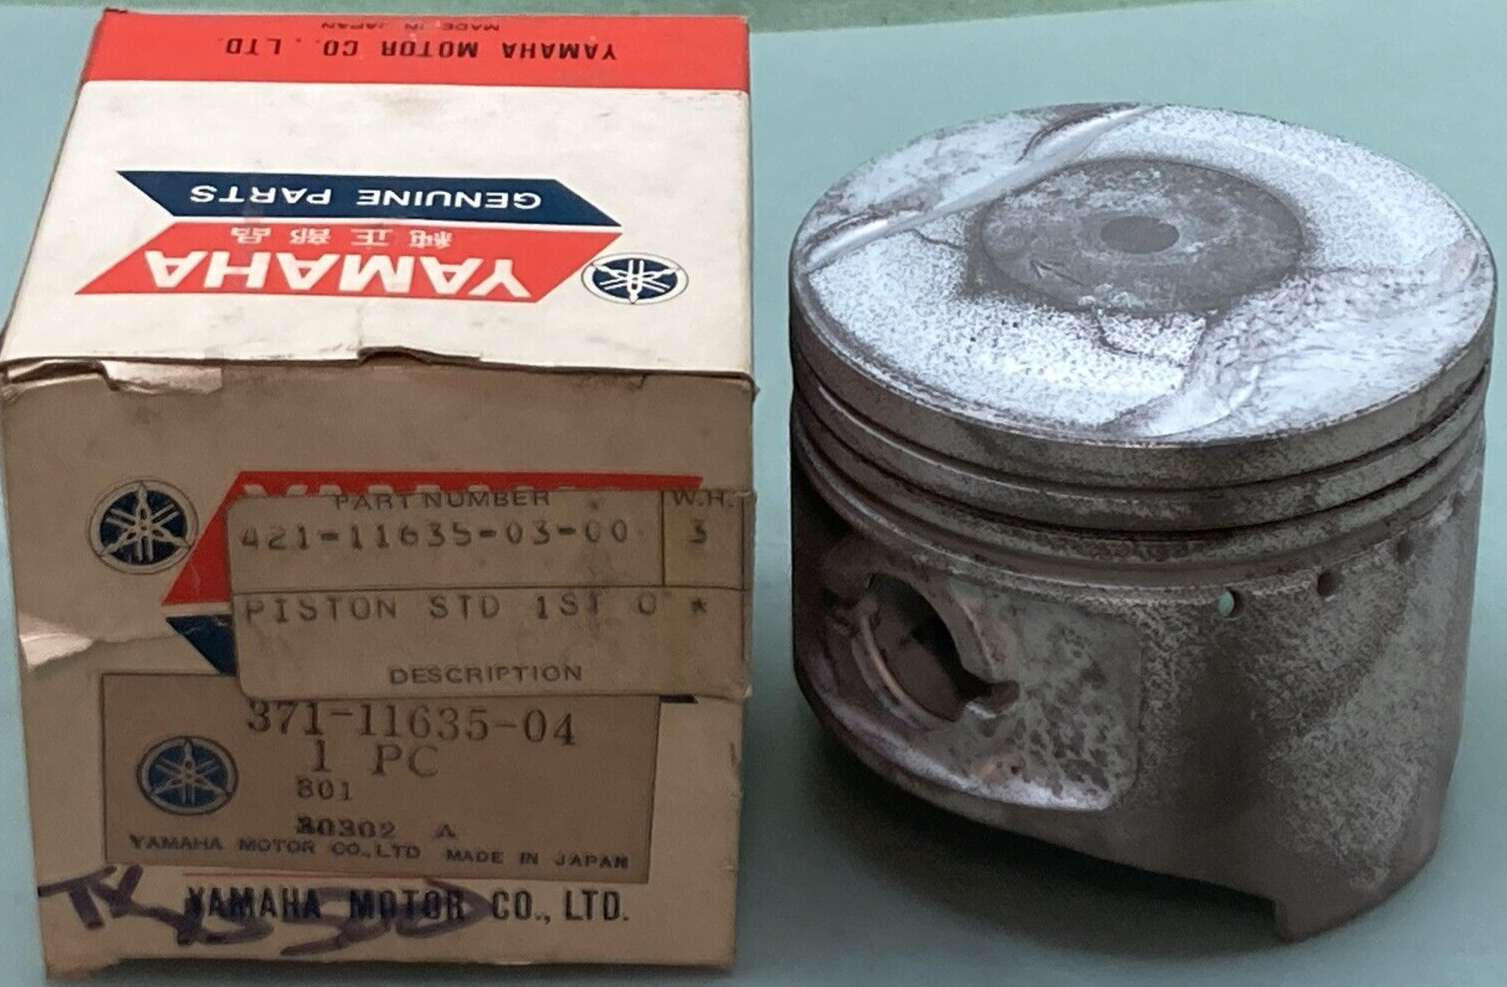 MADE IN JAPAN
YAMAHA MOTOR CO., LTD.
GENUINE PARTS
純正部品
YAMAHA
PART NUMBER W.H.
421-11635-03-00 3
PISTON STD 1ST O *
DESCRIPTION
371-11635-04
1 PC
801
30302 A
YAMAHA MOTOR CO., LTD MADE IN JAPAN
YAMAHA MOTOR CO., LTD.